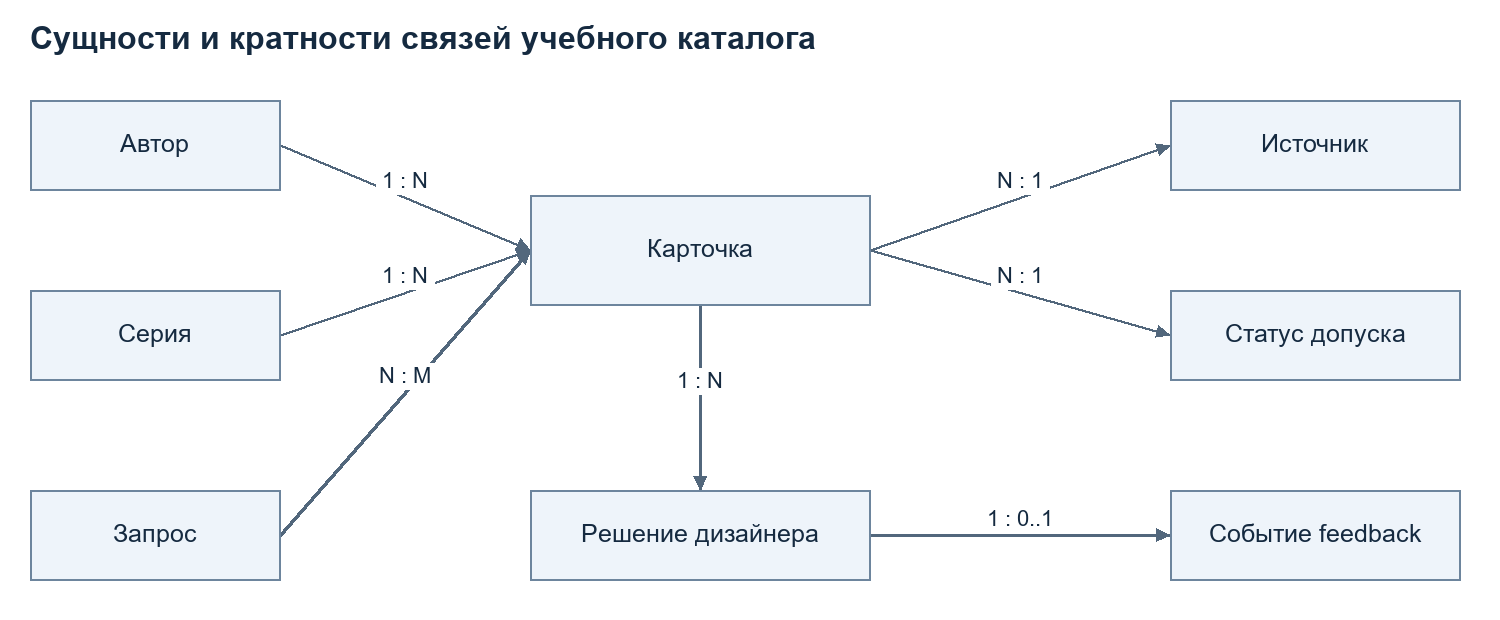 Сущности и кратности связей учебного каталога
Автор
Источник
1 : N
N : 1
Карточка
1 : N
N : 1
Серия
Статус допуска
N : M
1 : N
1 : 0..1
Запрос
Решение дизайнера
Событие feedback